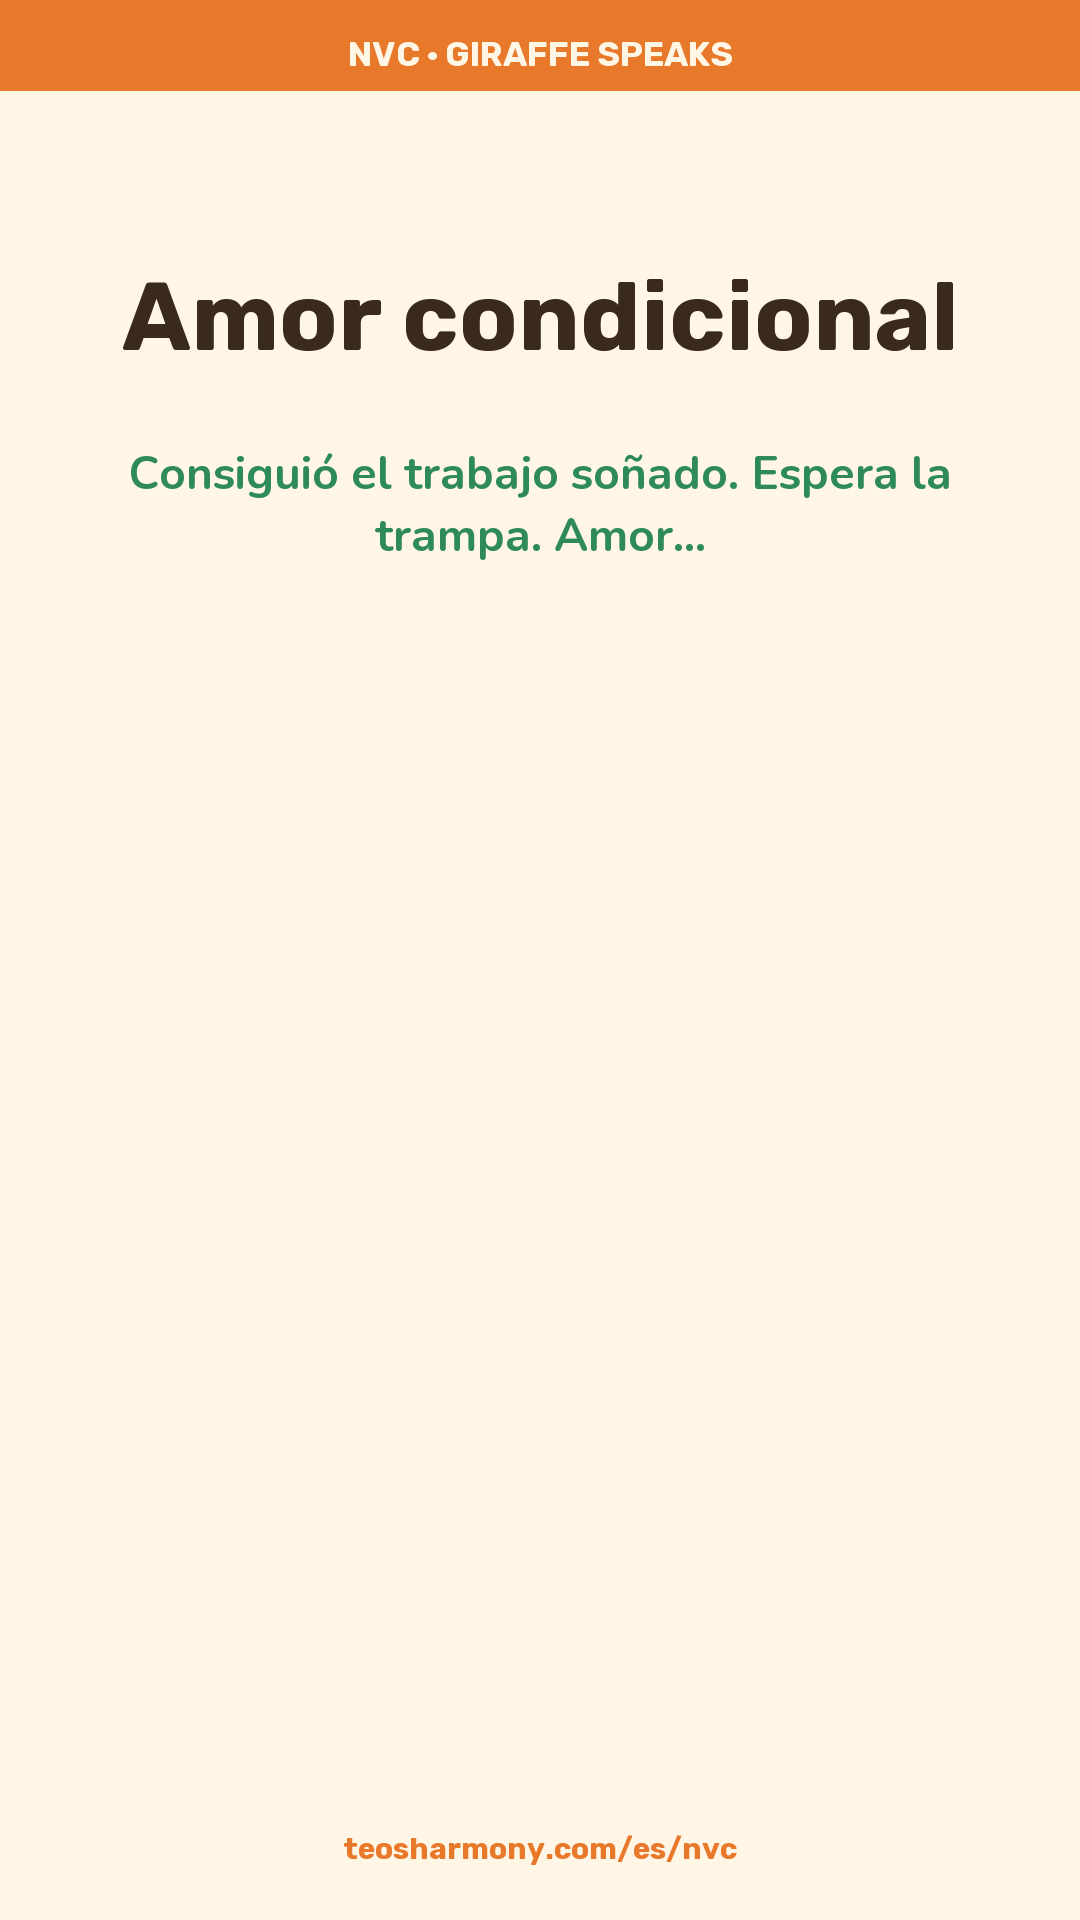 NVC • GIRAFFE SPEAKS
Amor condicional
Consiguió el trabajo soñado. Espera la
trampa. Amor...
teosharmony.com/es/nvc